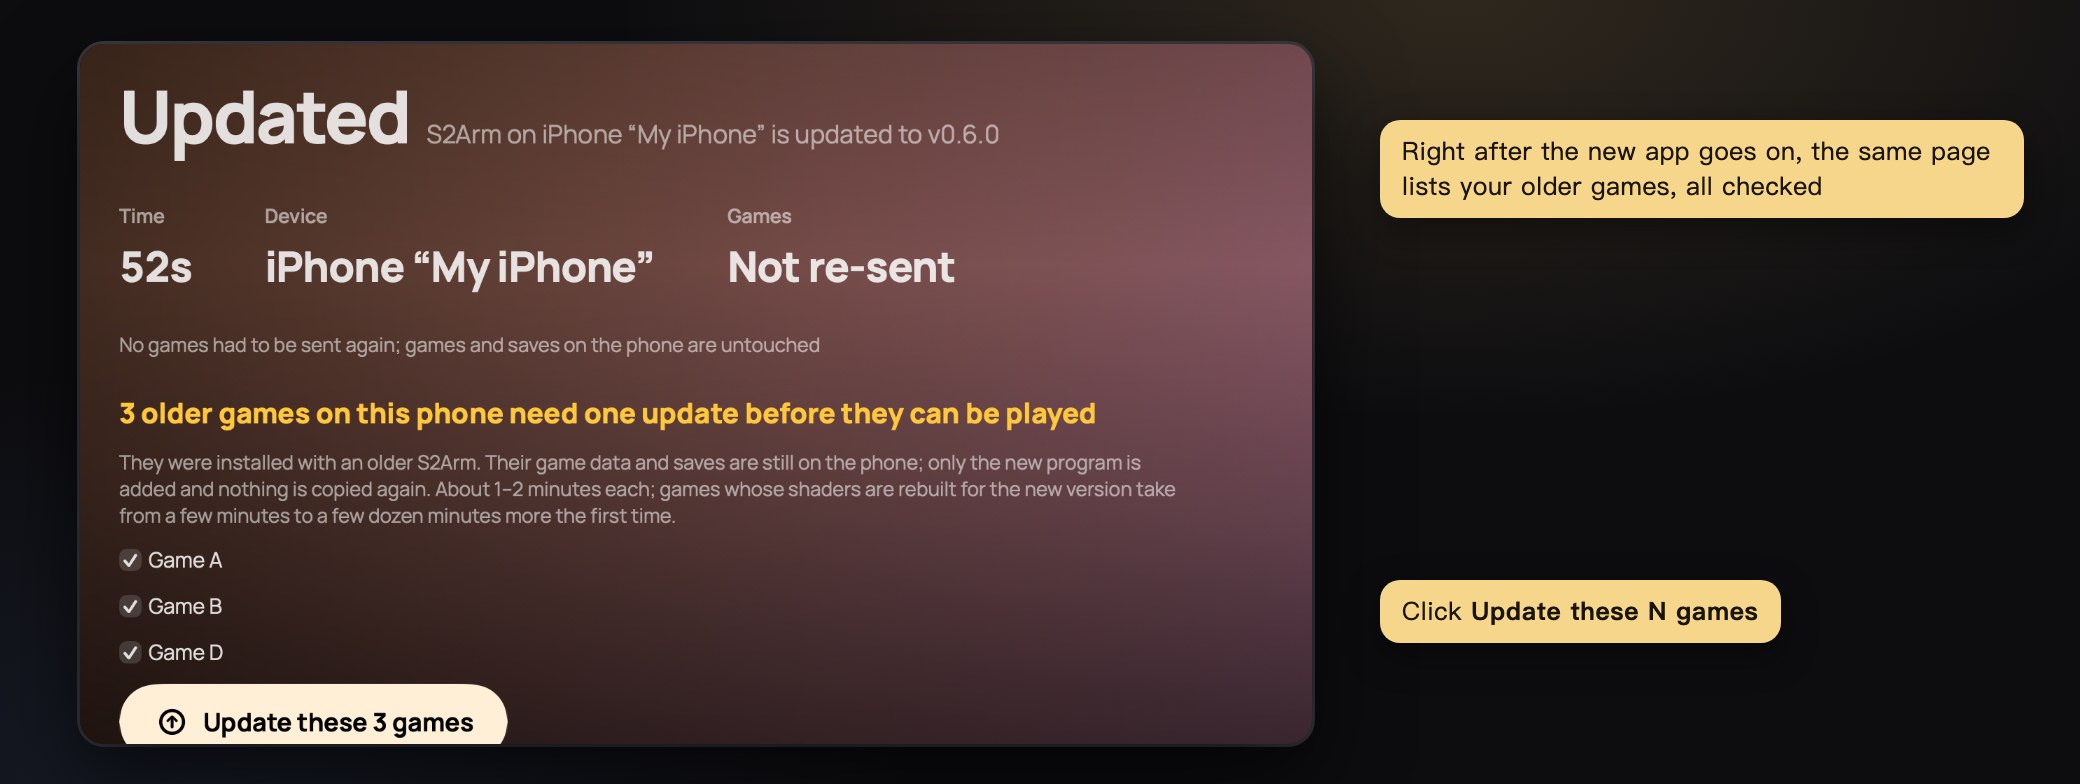 Updated S2Arm on iPhone “My iPhone” is updated to v0.6.0
Time Device Games
52s iPhone “My iPhone” Not re-sent
No games had to be sent again; games and saves on the phone are untouched
3 older games on this phone need one update before they can be played
They were installed with an older S2Arm. Their game data and saves are still on the phone; only the new program is
added and nothing is copied again. About 1–2 minutes each; games whose shaders are rebuilt for the new version take
from a few minutes to a few dozen minutes more the first time.
Game A
Game B
Game D
Update these 3 games
Right after the new app goes on, the same page
lists your older games, all checked
Click Update these N games